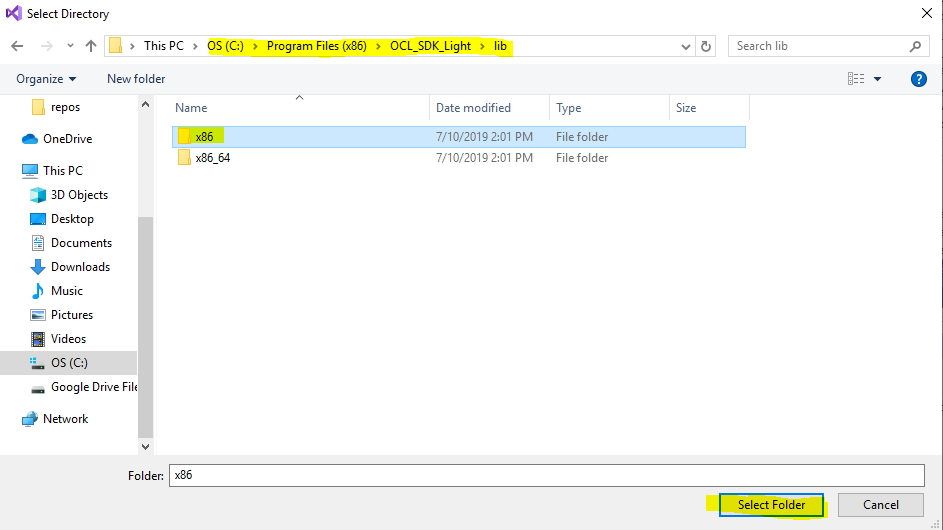 Select Directory
This PC > OS (C:) > Program Files (x86) > OCL_SDK_Light > lib
Search lib
Organize
New folder
?
Name
Date modified
Type
Size
repos
OneDrive
This PC
3D Objects
Desktop
Documents
Downloads
Music
Pictures
Videos
OS (C:)
Google Drive File
Network
x86 7/10/2019 2:01 PM File folder
x86_64 7/10/2019 2:01 PM File folder
Folder: x86
Select Folder
Cancel